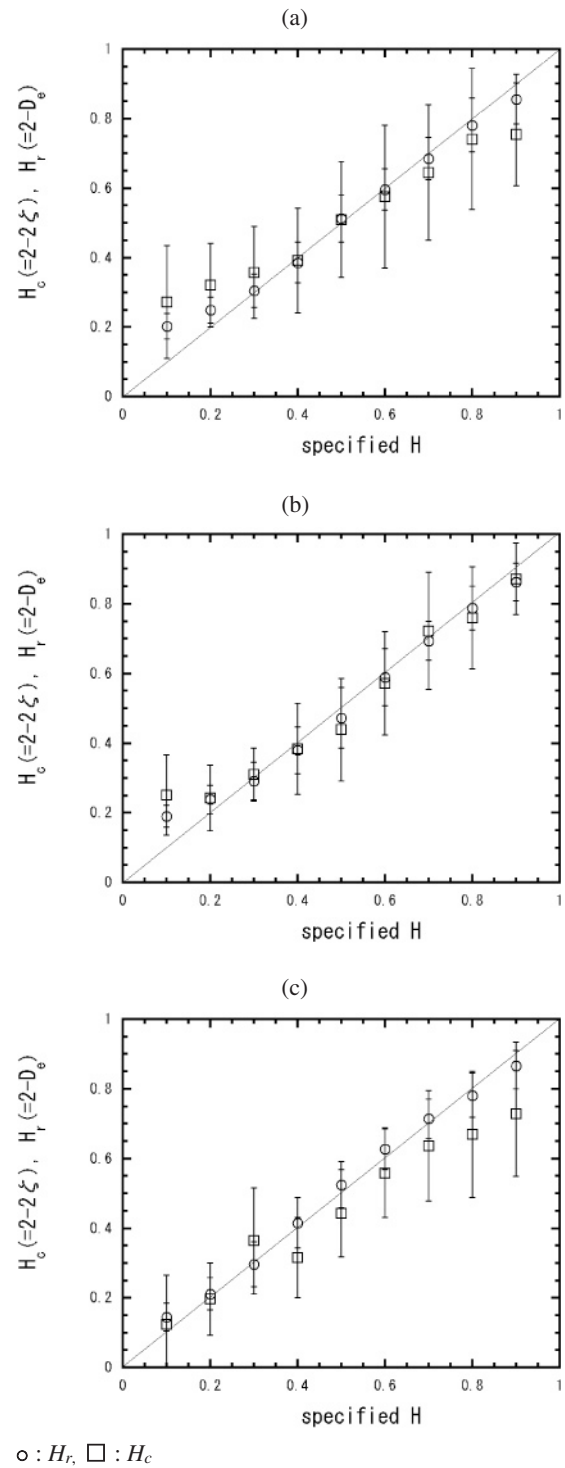 (a)
H_c(=2-2ξ), H_r(=2-D_e)
1
0.8
0.6
0.4
0.2
0
0 0.2 0.4 0.6 0.8 1
specified H
(b)
H_c(=2-2ξ), H_r(=2-D_e)
1
0.8
0.6
0.4
0.2
0
0 0.2 0.4 0.6 0.8 1
specified H
(c)
H_c(=2-2ξ), H_r(=2-D_e)
1
0.8
0.6
0.4
0.2
0
0 0.2 0.4 0.6 0.8 1
specified H
○ : H_r, □ : H_c